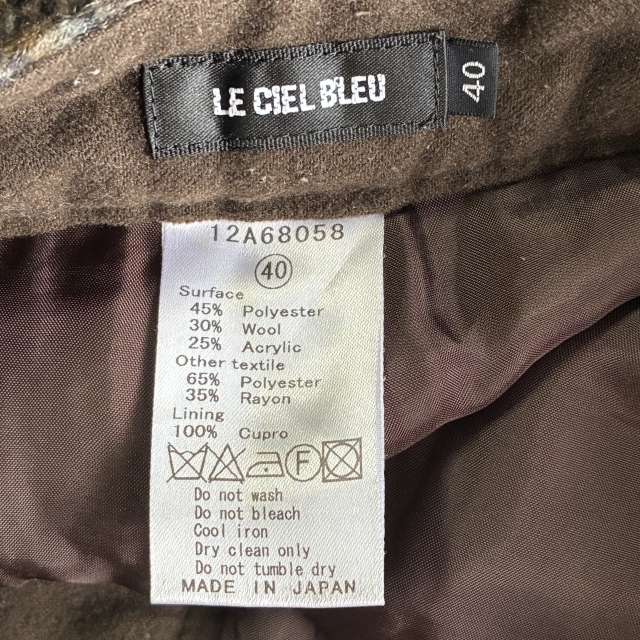 LE CIEL BLEU
40
12A68058
40
Surface
45% Polyester
30% Wool
25% Acrylic
Other textile
65% Polyester
35% Rayon
Lining
100% Cupro
F
Do not wash
Do not bleach
Cool iron
Dry clean only
Do not tumble dry
MADE IN JAPAN